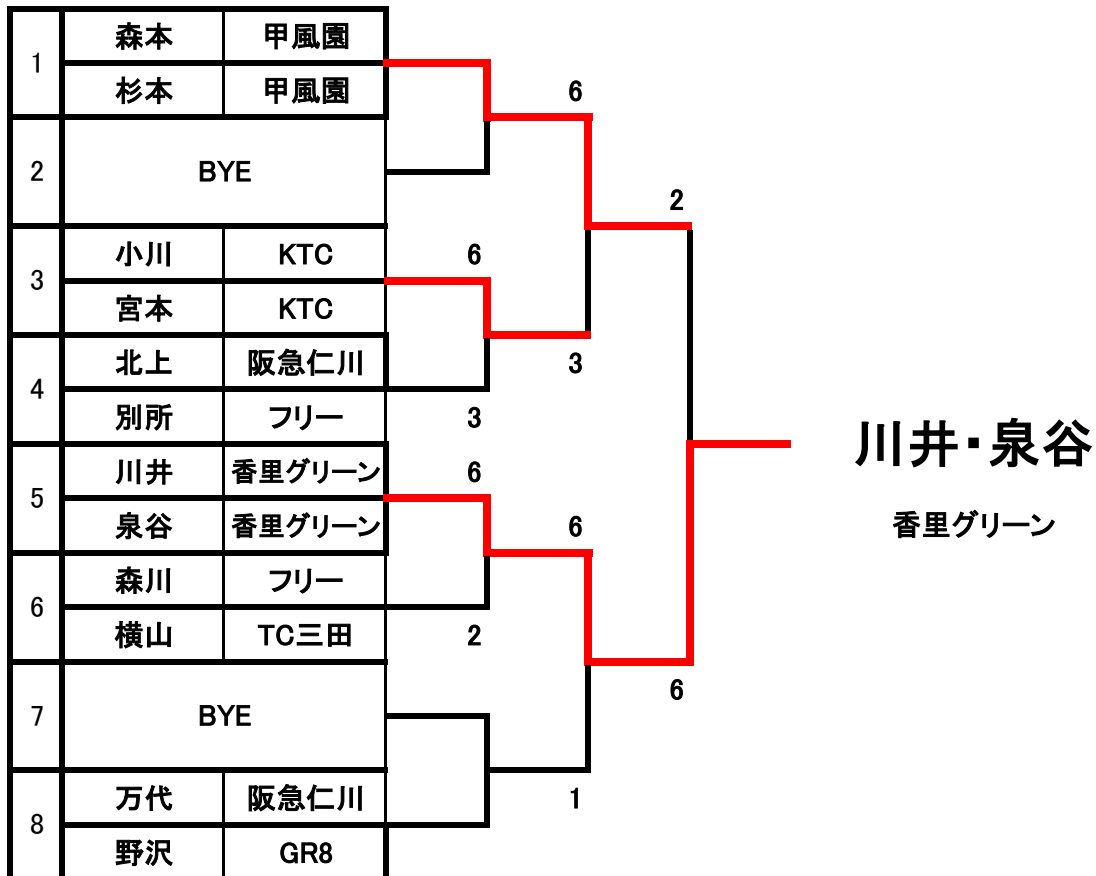 1
森本 甲風園
杉本 甲風園
6
2
BYE
2
3
小川 KTC
6
宮本 KTC
4
北上 阪急仁川
3
別所 フリー
3
5
川井 香里グリーン
6
泉谷 香里グリーン
6
川井・泉谷
香里グリーン
6
森川 フリー
横山 TC三田
2
7
BYE
6
8
万代 阪急仁川
1
野沢 GR8